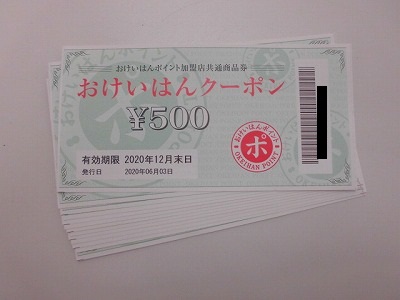 おけいはんポイント加盟店共通商品券
おけいはんクーポン
¥500
有効期限 2020年12月末日
発行日 2020年06月03日
おけいはんポイント
ポ
OKEIHAN POINT